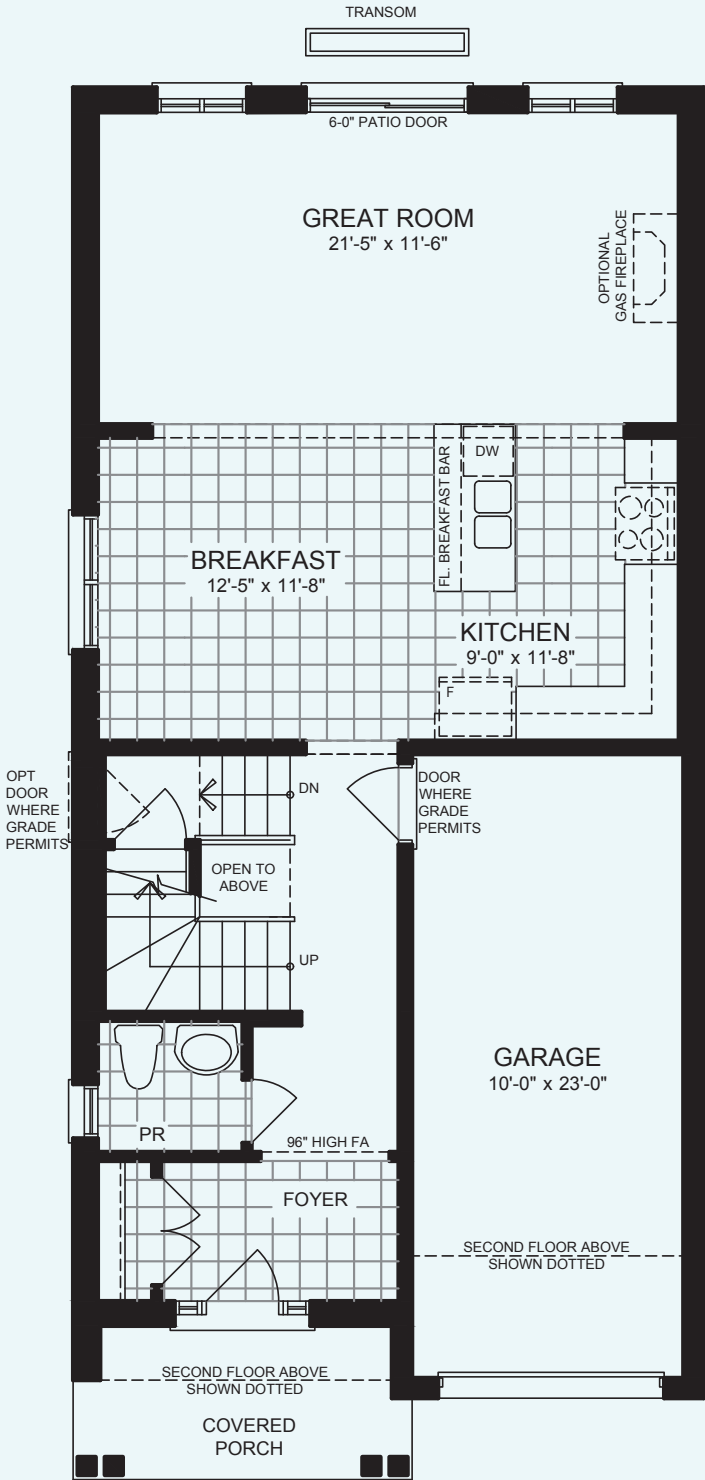 TRANSOM
6-0" PATIO DOOR
GREAT ROOM
21'-5" x 11'-6"
OPTIONAL
GAS FIREPLACE
FL. BREAKFAST BAR
DW
BREAKFAST
12'-5" x 11'-8"
KITCHEN
9'-0" x 11'-8"
F
OPT
DOOR
WHERE
GRADE
PERMITS
DN
DOOR
WHERE
GRADE
PERMITS
OPEN TO
ABOVE
UP
GARAGE
10'-0" x 23'-0"
PR
96" HIGH FA
FOYER
SECOND FLOOR ABOVE
SHOWN DOTTED
SECOND FLOOR ABOVE
SHOWN DOTTED
COVERED
PORCH